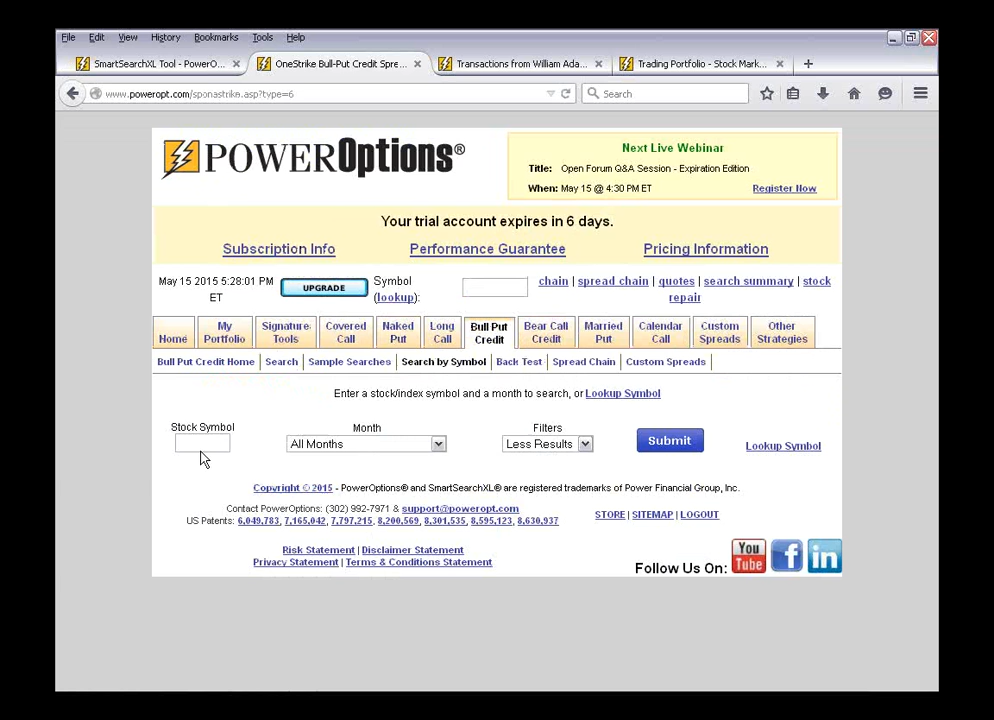 File Edit View History Bookmarks Tools Help
SmartSearchXL Tool - PowerO... × OneStrike Bull-Put Credit Spre... × Transactions from William Ada... × Trading Portfolio - Stock Mark... × +
www.poweropt.com/sponastrike.asp?type=6 Search
POWEROptions®
Next Live Webinar
Title: Open Forum Q&A Session - Expiration Edition
When: May 15 @ 4:30 PM ET Register Now
Your trial account expires in 6 days.
Subscription Info Performance Guarantee Pricing Information
May 15 2015 5:28:01 PM ET UPGRADE Symbol (lookup): chain | spread chain | quotes | search summary | stock repair
Home My Portfolio Signature Tools Covered Call Naked Put Long Call Bull Put Credit Bear Call Credit Married Put Calendar Call Custom Spreads Other Strategies
Bull Put Credit Home Search Sample Searches Search by Symbol Back Test Spread Chain Custom Spreads
Enter a stock/index symbol and a month to search, or Lookup Symbol
Stock Symbol Month Filters
All Months Less Results Submit Lookup Symbol
Copyright © 2015 - PowerOptions® and SmartSearchXL® are registered trademarks of Power Financial Group, Inc.
Contact PowerOptions: (302) 992-7971 & support@poweropt.com
US Patents: 6,049,783, 7,165,042, 7,797,215, 8,200,569, 8,301,535, 8,595,123, 8,630,937
STORE | SITEMAP | LOGOUT
Risk Statement | Disclaimer Statement
Privacy Statement | Terms & Conditions Statement
Follow Us On: You Tube f in